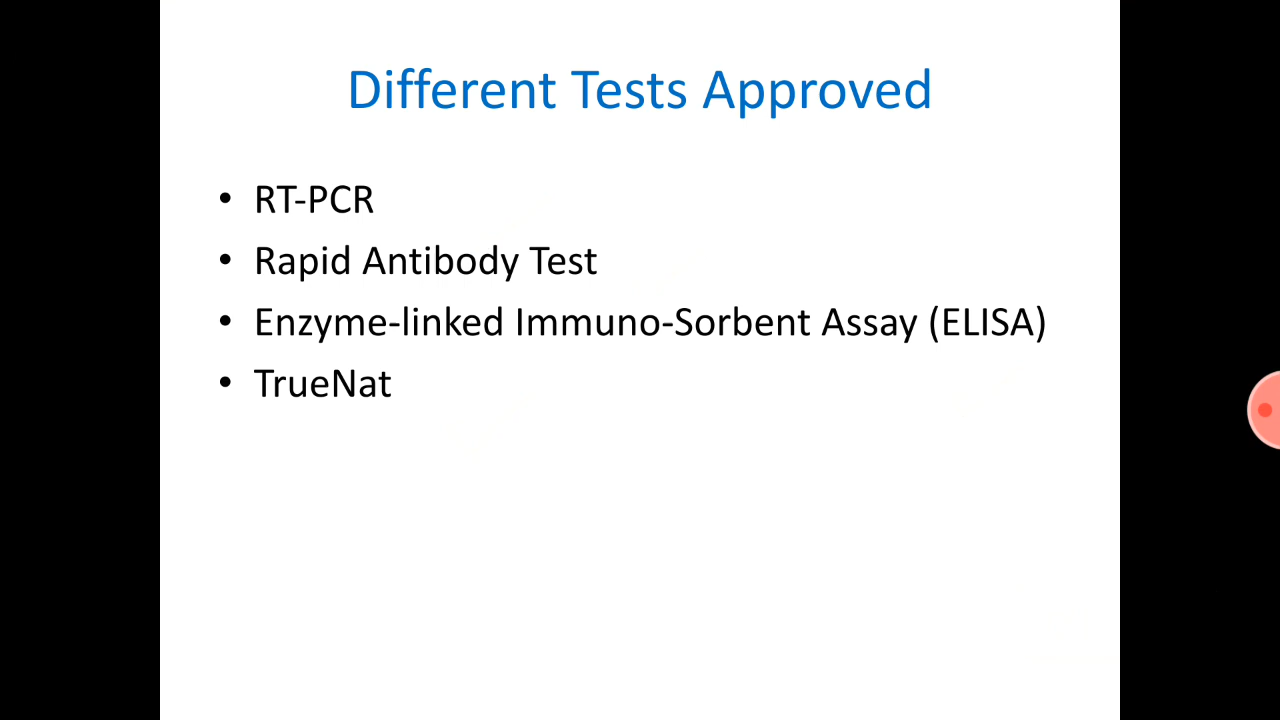 Different Tests Approved
• RT-PCR
• Rapid Antibody Test
• Enzyme-linked Immuno-Sorbent Assay (ELISA)
• TrueNat